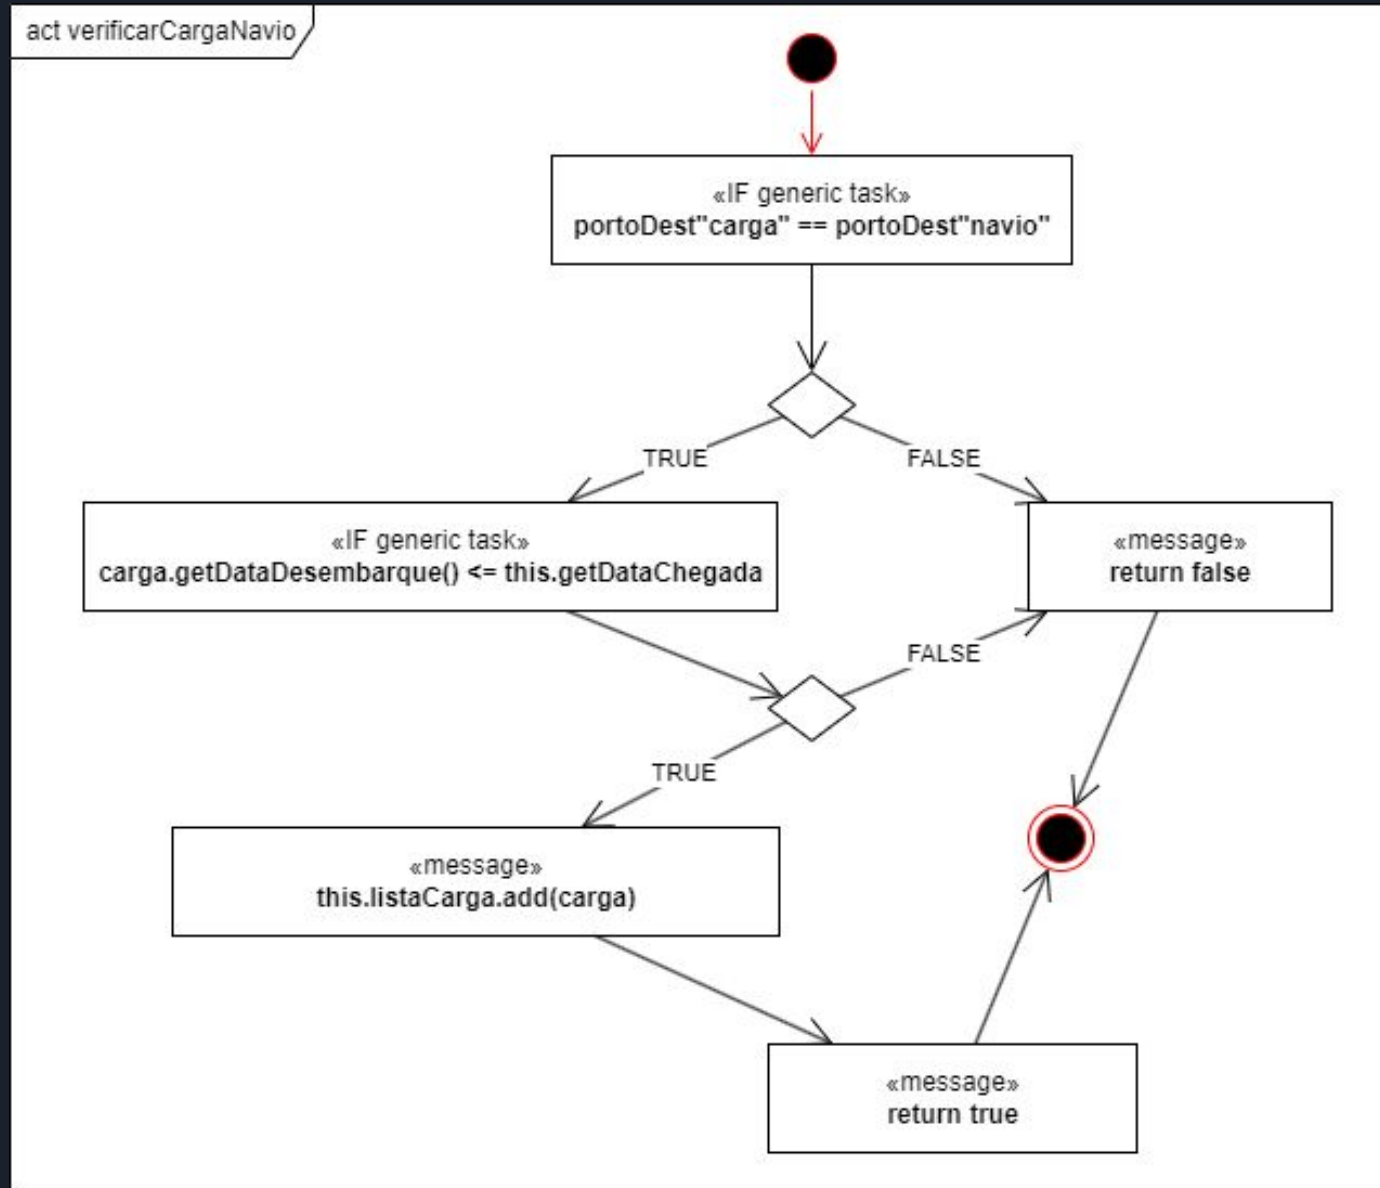 act verificarCargaNavio
«IF generic task»
portoDest"carga" == portoDest"navio"
TRUE
FALSE
«IF generic task»
carga.getDataDesembarque() <= this.getDataChegada
«message»
return false
FALSE
TRUE
«message»
this.listaCarga.add(carga)
«message»
return true